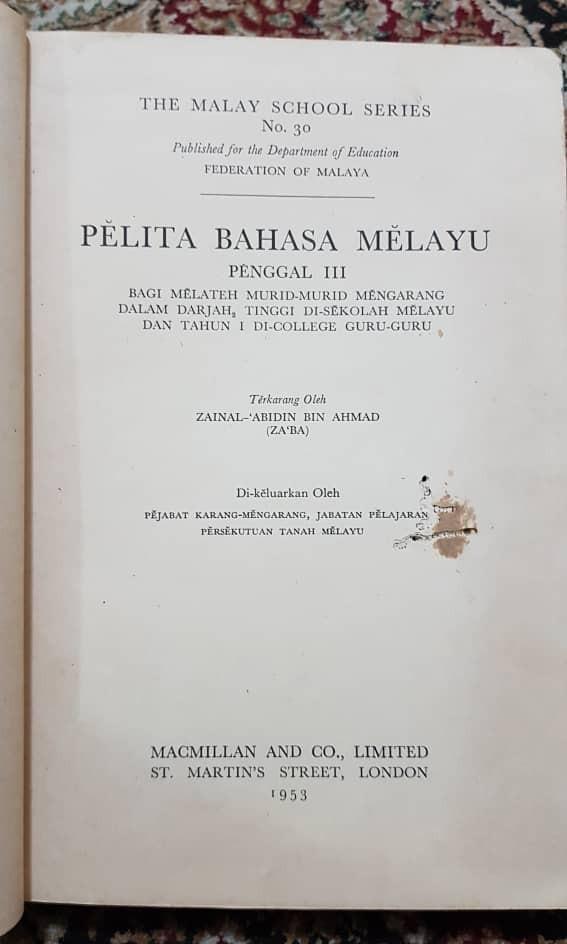 THE MALAY SCHOOL SERIES
No. 30
Published for the Department of Education
FEDERATION OF MALAYA
PĔLITA BAHASA MĔLAYU
PĔNGGAL III
BAGI MĔLATEH MURID-MURID MĔNGARANG
DALAM DARJAH₂ TINGGI DI-SĔKOLAH MĔLAYU
DAN TAHUN I DI-COLLEGE GURU-GURU
Tĕrkarang Oleh
ZAINAL-‘ABIDIN BIN AHMAD
(ZA‘BA)
Di-kĕluarkan Oleh
PĔJABAT KARANG-MĔNGARANG, JABATAN PĔLAJARAN
PĔRSĔKUTUAN TANAH MĔLAYU
MACMILLAN AND CO., LIMITED
ST. MARTIN'S STREET, LONDON
1953